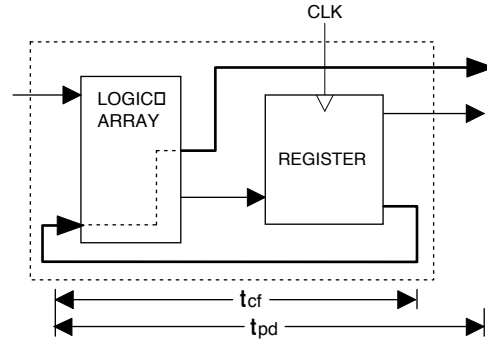 CLK
LOGIC□
ARRAY
REGISTER
tcf
tpd